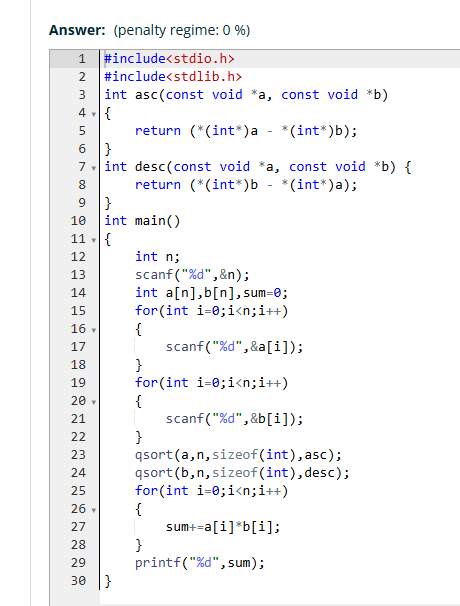 Answer: (penalty regime: 0 %)
1 #include<stdio.h>
2 #include<stdlib.h>
3 int asc(const void *a, const void *b)
4 {
5     return (*(int*)a - *(int*)b);
6 }
7 int desc(const void *a, const void *b) {
8     return (*(int*)b - *(int*)a);
9 }
10 int main()
11 {
12     int n;
13     scanf("%d",&n);
14     int a[n],b[n],sum=0;
15     for(int i=0;i<n;i++)
16     {
17         scanf("%d",&a[i]);
18     }
19     for(int i=0;i<n;i++)
20     {
21         scanf("%d",&b[i]);
22     }
23     qsort(a,n,sizeof(int),asc);
24     qsort(b,n,sizeof(int),desc);
25     for(int i=0;i<n;i++)
26     {
27         sum+=a[i]*b[i];
28     }
29     printf("%d",sum);
30 }